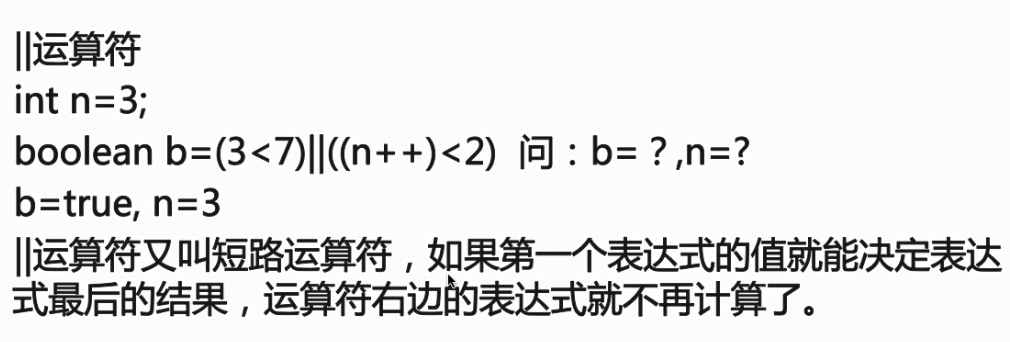 ||运算符
int n=3;
boolean b=(3<7)||((n++)<2)  问：b=？,n=?
b=true, n=3
||运算符又叫短路运算符，如果第一个表达式的值就能决定表达
式最后的结果，运算符右边的表达式就不再计算了。